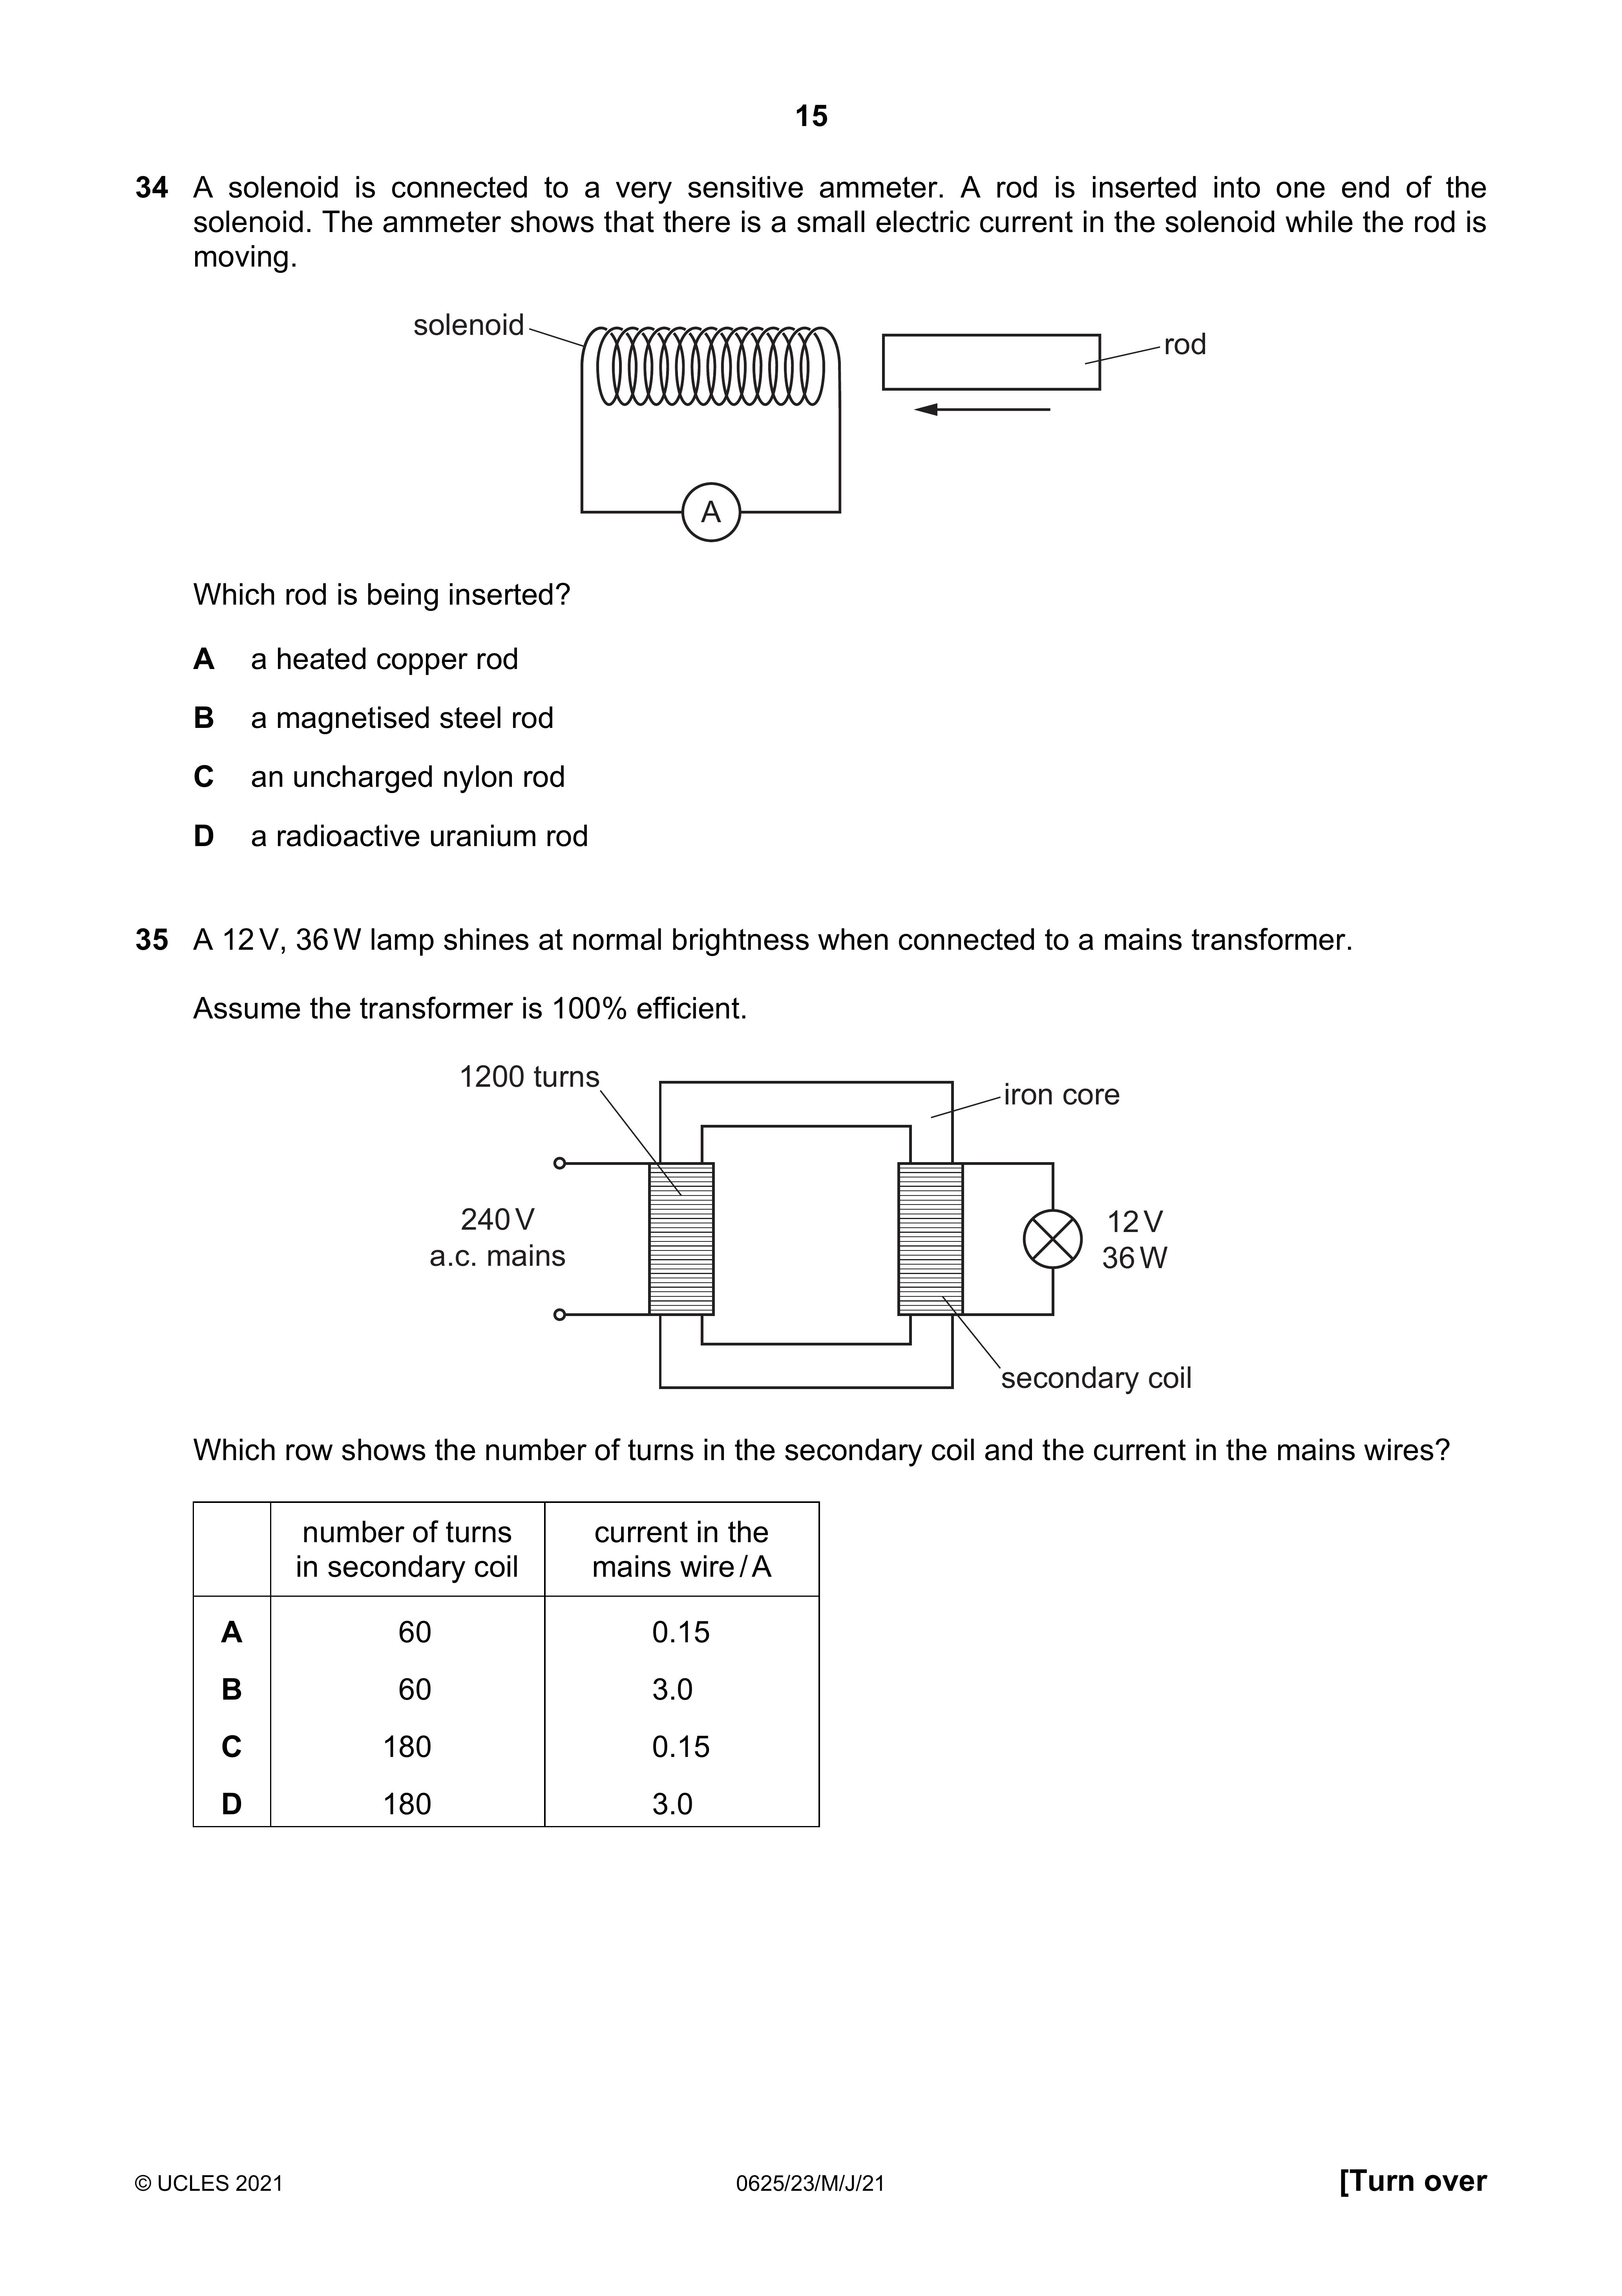 15
34 A solenoid is connected to a very sensitive ammeter. A rod is inserted into one end of the
solenoid. The ammeter shows that there is a small electric current in the solenoid while the rod is
moving.
solenoid
rod
A
Which rod is being inserted?
A a heated copper rod
B a magnetised steel rod
C an uncharged nylon rod
D a radioactive uranium rod
35 A 12 V, 36 W lamp shines at normal brightness when connected to a mains transformer.
Assume the transformer is 100% efficient.
1200 turns
iron core
240 V
a.c. mains
12 V
36 W
secondary coil
Which row shows the number of turns in the secondary coil and the current in the mains wires?
number of turns
in secondary coil
current in the
mains wire / A
A 60 0.15
B 60 3.0
C 180 0.15
D 180 3.0
© UCLES 2021 0625/23/M/J/21 [Turn over